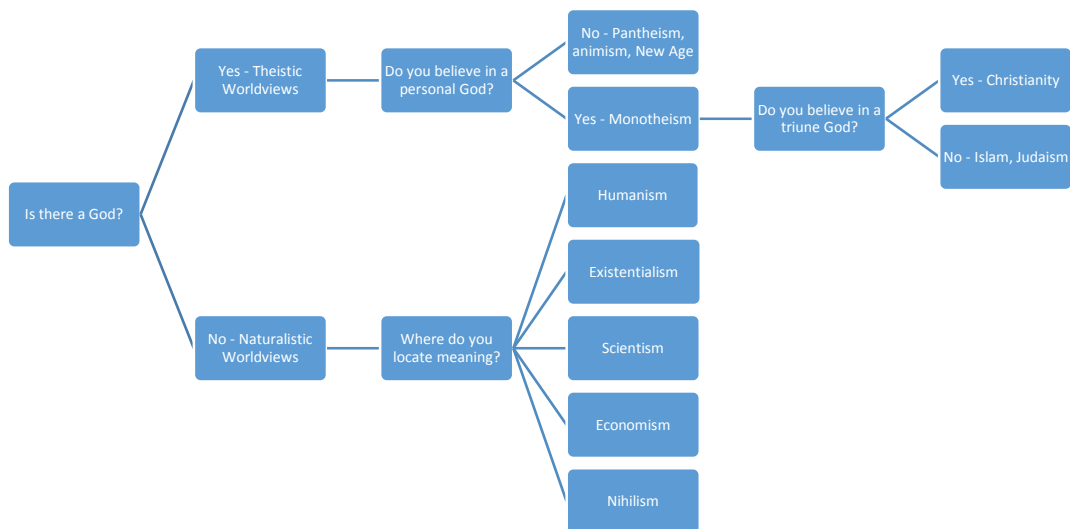 Is there a God?
Yes - Theistic
Worldviews
Do you believe in a
personal God?
No - Pantheism,
animism, New Age
Yes - Monotheism
Do you believe in a
triune God?
Yes - Christianity
No - Islam, Judaism
No - Naturalistic
Worldviews
Where do you
locate meaning?
Humanism
Existentialism
Scientism
Economism
Nihilism